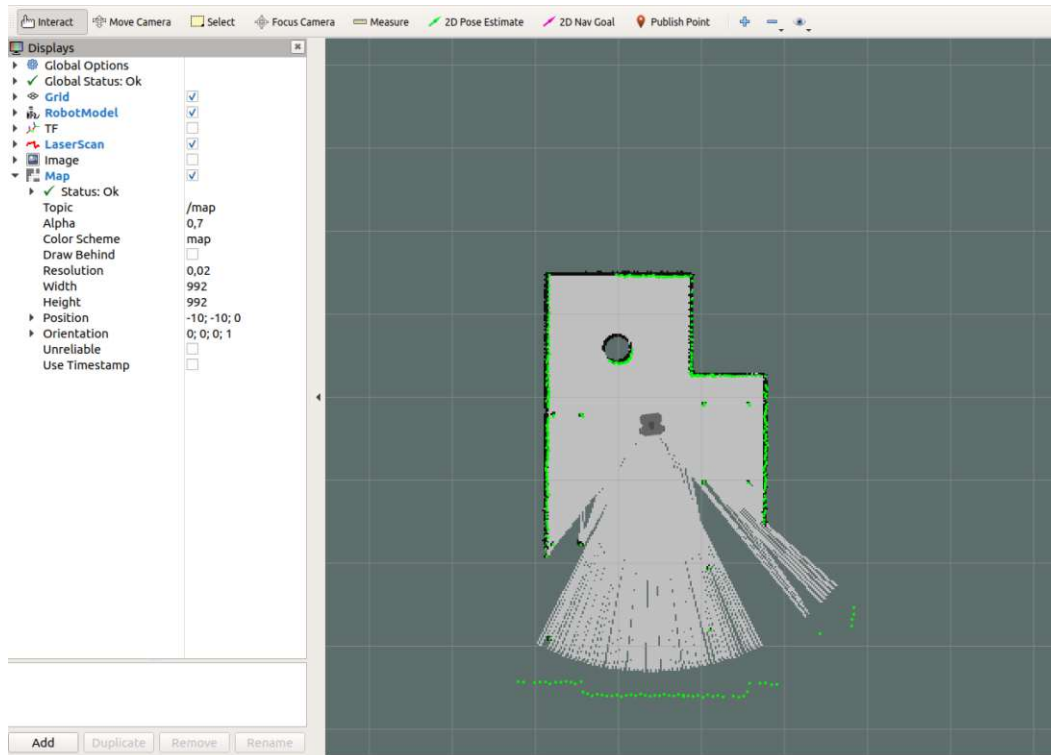 Interact Move Camera Select Focus Camera Measure 2D Pose Estimate 2D Nav Goal Publish Point
Displays
Global Options
Global Status: Ok
Grid
RobotModel
TF
LaserScan
Image
Map
Status: Ok
Topic /map
Alpha 0,7
Color Scheme map
Draw Behind
Resolution 0,02
Width 992
Height 992
Position -10; -10; 0
Orientation 0; 0; 0; 1
Unreliable
Use Timestamp
Add Duplicate Remove Rename